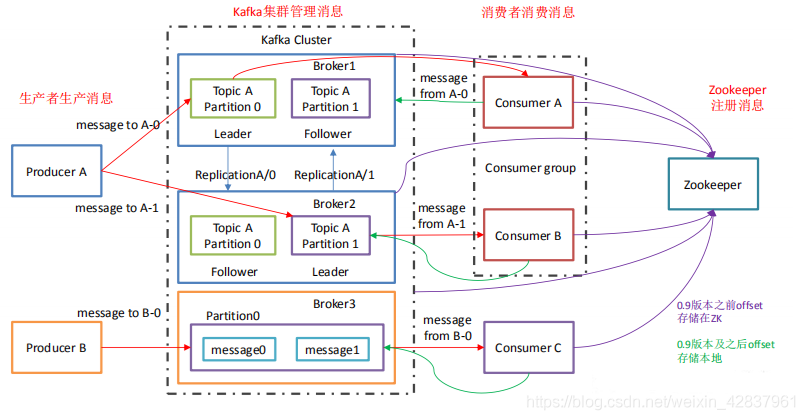 Kafka集群管理消息
消费者消费消息
Kafka Cluster
Broker1
Topic A
Partition 0
Topic A
Partition 1
Leader
Follower
生产者生产消息
message to A-0
Producer A
message to A-1
message
from A-0
Consumer A
Zookeeper
注册消息
ReplicationA/0
ReplicationA/1
Consumer group
Zookeeper
Broker2
Topic A
Partition 0
Topic A
Partition 1
Follower
Leader
message
from A-1
Consumer B
message to B-0
Producer B
Broker3
Partition0
message0
message1
message
from B-0
Consumer C
0.9版本之前offset
存储在ZK
0.9版本及之后offset
存储本地
https://blog.csdn.net/weixin_42837961